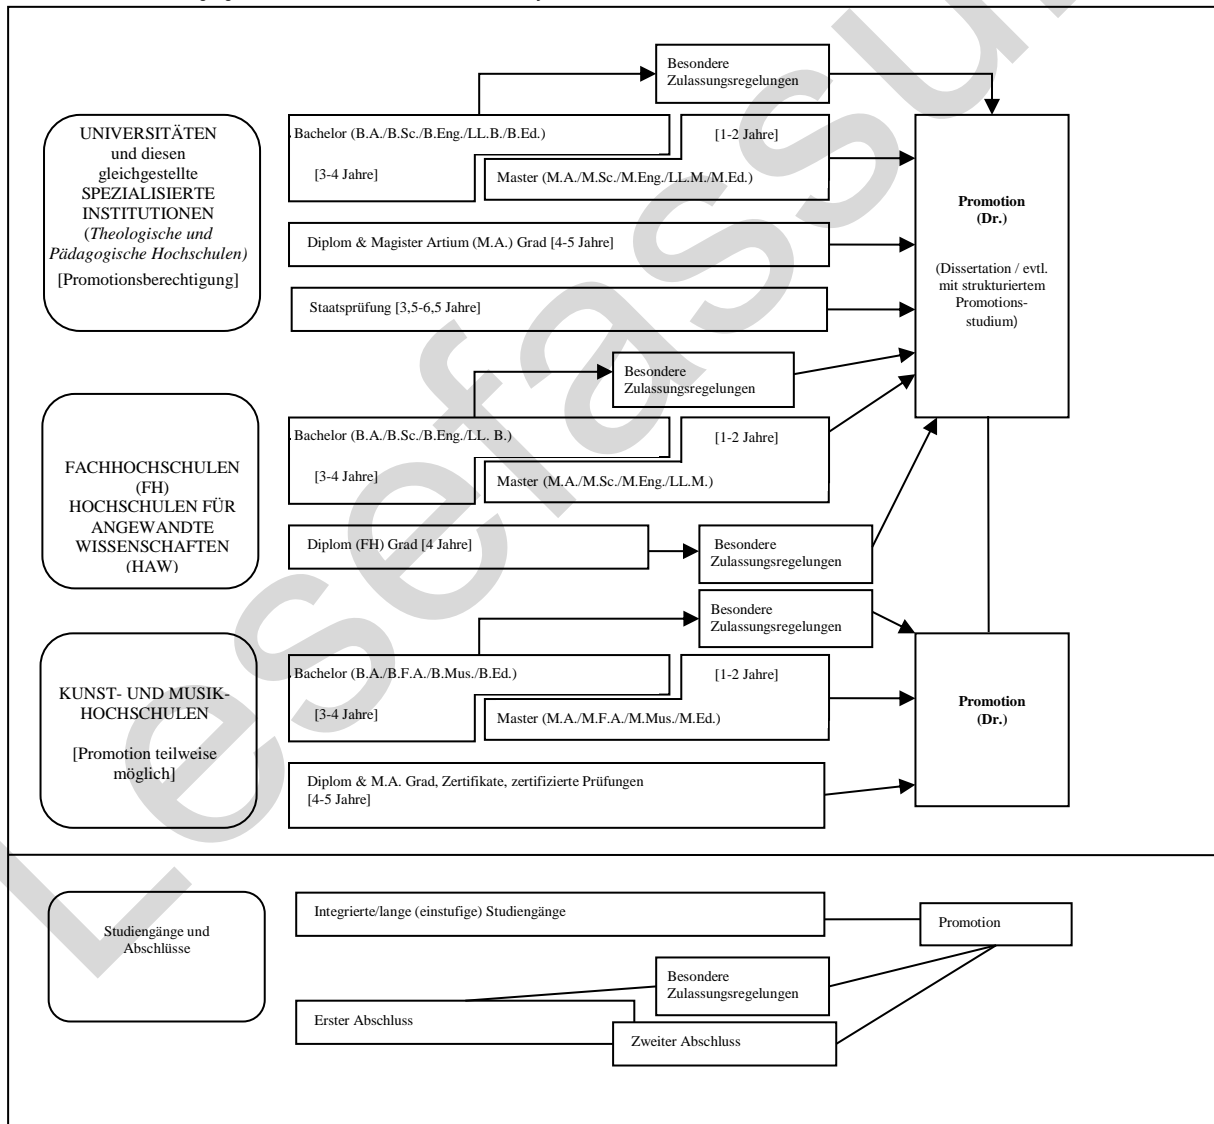 Besondere
Zulassungsregelungen
UNIVERSITÄTEN
und diesen
gleichgestellte
SPEZIALISIERTE
INSTITUTIONEN
(Theologische und
Pädagogische Hochschulen)
[Promotionsberechtigung]
Bachelor (B.A./B.Sc./B.Eng./LL.B./B.Ed.)
[3-4 Jahre]
[1-2 Jahre]
Master (M.A./M.Sc./M.Eng./LL.M./M.Ed.)
Diplom & Magister Artium (M.A.) Grad [4-5 Jahre]
Staatsprüfung [3,5-6,5 Jahre]
Promotion
(Dr.)
(Dissertation / evtl.
mit strukturiertem
Promotions-
studium)
Besondere
Zulassungsregelungen
FACHHOCHSCHULEN
(FH)
HOCHSCHULEN FÜR
ANGEWANDTE
WISSENSCHAFTEN
(HAW)
Bachelor (B.A./B.Sc./B.Eng./LL. B.)
[3-4 Jahre]
[1-2 Jahre]
Master (M.A./M.Sc./M.Eng./LL.M.)
Diplom (FH) Grad [4 Jahre]
Besondere
Zulassungsregelungen
Besondere
Zulassungsregelungen
KUNST- UND MUSIK-
HOCHSCHULEN
[Promotion teilweise
möglich]
Bachelor (B.A./B.F.A./B.Mus./B.Ed.)
[3-4 Jahre]
[1-2 Jahre]
Master (M.A./M.F.A./M.Mus./M.Ed.)
Diplom & M.A. Grad, Zertifikate, zertifizierte Prüfungen
[4-5 Jahre]
Promotion
(Dr.)
Studiengänge und
Abschlüsse
Integrierte/lange (einstufige) Studiengänge
Promotion
Besondere
Zulassungsregelungen
Erster Abschluss
Zweiter Abschluss
Lesefassu